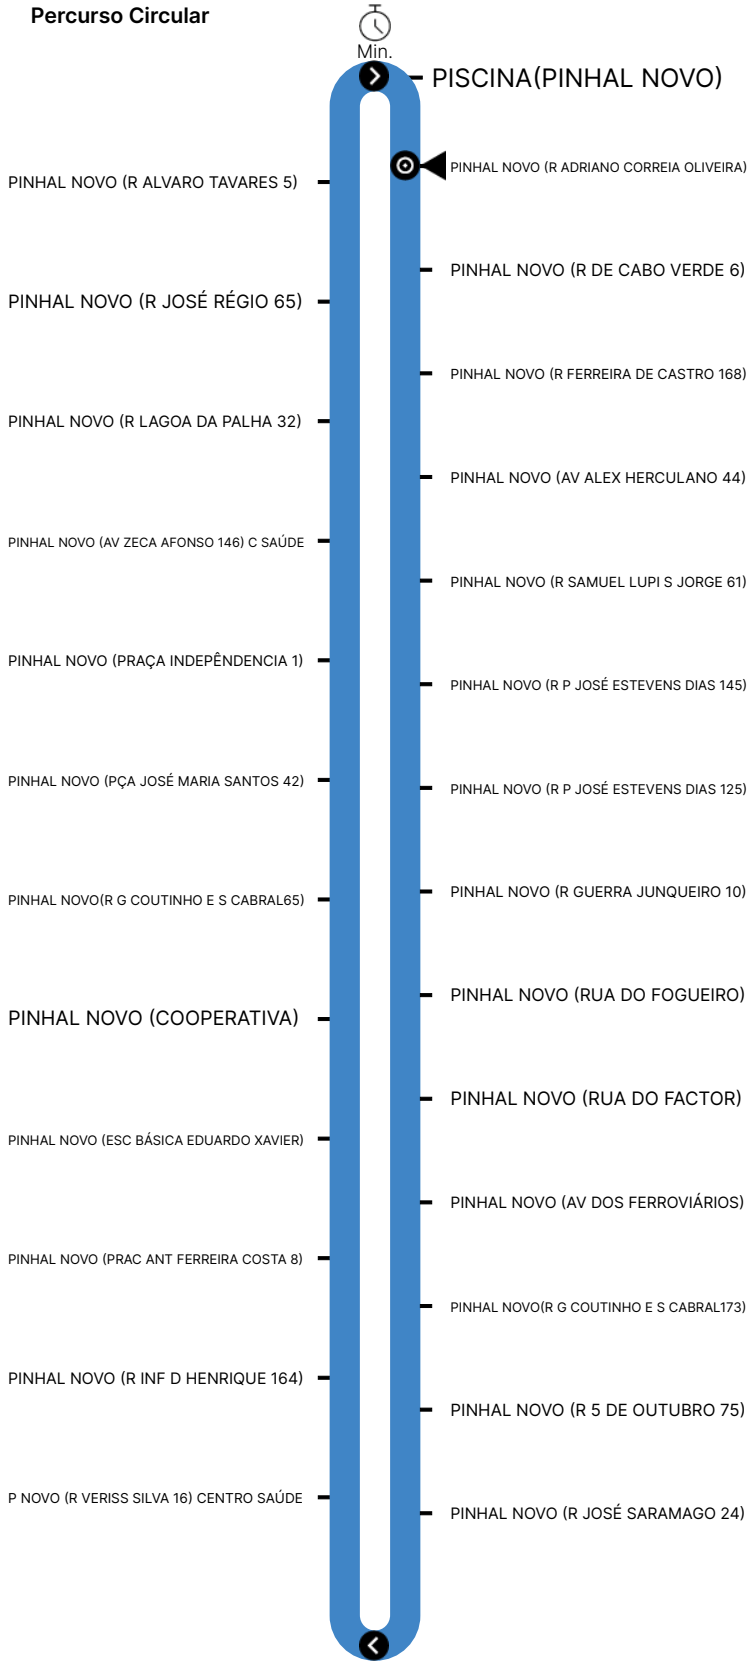 Percurso Circular
Min.
PISCINA(PINHAL NOVO)
PINHAL NOVO (R ADRIANO CORREIA OLIVEIRA)
PINHAL NOVO (R DE CABO VERDE 6)
PINHAL NOVO (R FERREIRA DE CASTRO 168)
PINHAL NOVO (AV ALEX HERCULANO 44)
PINHAL NOVO (R SAMUEL LUPI S JORGE 61)
PINHAL NOVO (R P JOSÉ ESTEVENS DIAS 145)
PINHAL NOVO (R P JOSÉ ESTEVENS DIAS 125)
PINHAL NOVO (R GUERRA JUNQUEIRO 10)
PINHAL NOVO (RUA DO FOGUEIRO)
PINHAL NOVO (RUA DO FACTOR)
PINHAL NOVO (AV DOS FERROVIÁRIOS)
PINHAL NOVO(R G COUTINHO E S CABRAL173)
PINHAL NOVO (R 5 DE OUTUBRO 75)
PINHAL NOVO (R JOSÉ SARAMAGO 24)
PINHAL NOVO (R ALVARO TAVARES 5)
PINHAL NOVO (R JOSÉ RÉGIO 65)
PINHAL NOVO (R LAGOA DA PALHA 32)
PINHAL NOVO (AV ZECA AFONSO 146) C SAÚDE
PINHAL NOVO (PRAÇA INDEPÊNDENCIA 1)
PINHAL NOVO (PÇA JOSÉ MARIA SANTOS 42)
PINHAL NOVO(R G COUTINHO E S CABRAL65)
PINHAL NOVO (COOPERATIVA)
PINHAL NOVO (ESC BÁSICA EDUARDO XAVIER)
PINHAL NOVO (PRAC ANT FERREIRA COSTA 8)
PINHAL NOVO (R INF D HENRIQUE 164)
P NOVO (R VERISS SILVA 16) CENTRO SAÚDE